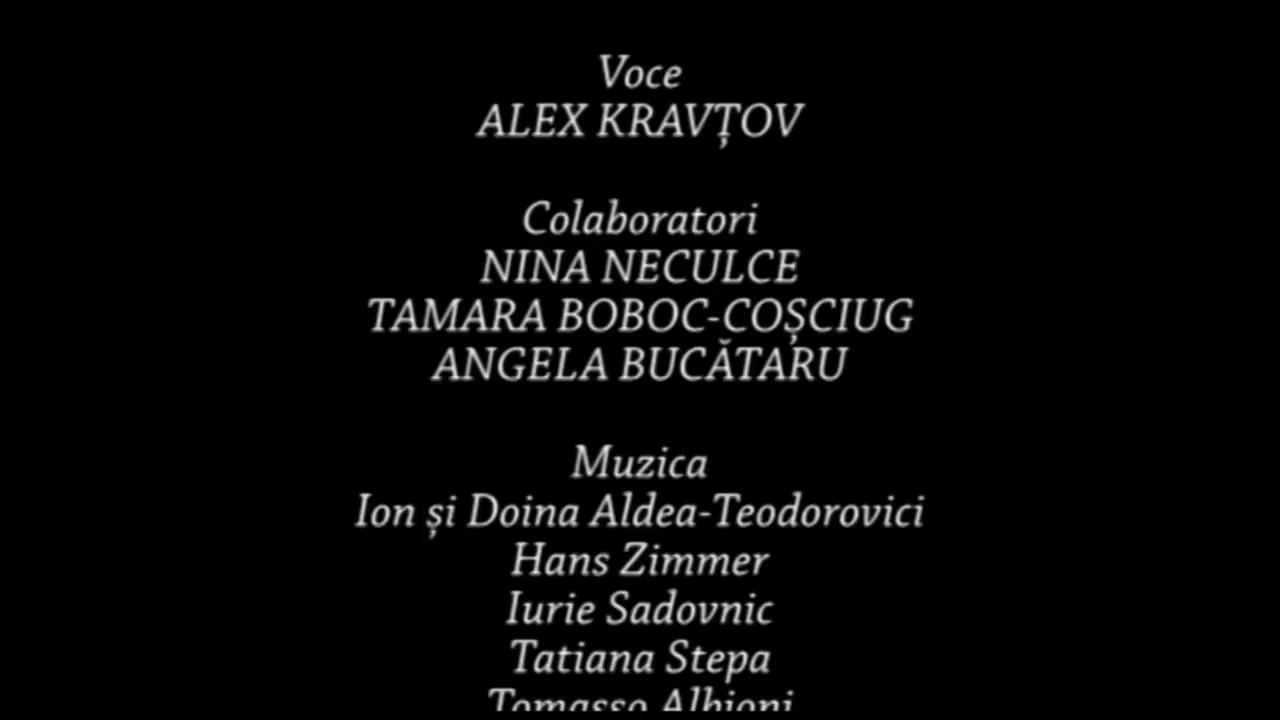 Voce
ALEX KRAVȚOV
Colaboratori
NINA NECULCE
TAMARA BOBOC-COȘCIUG
ANGELA BUCĂTARU
Muzica
Ion și Doina Aldea-Teodorovici
Hans Zimmer
Iurie Sadovnic
Tatiana Stepa
Tomasso